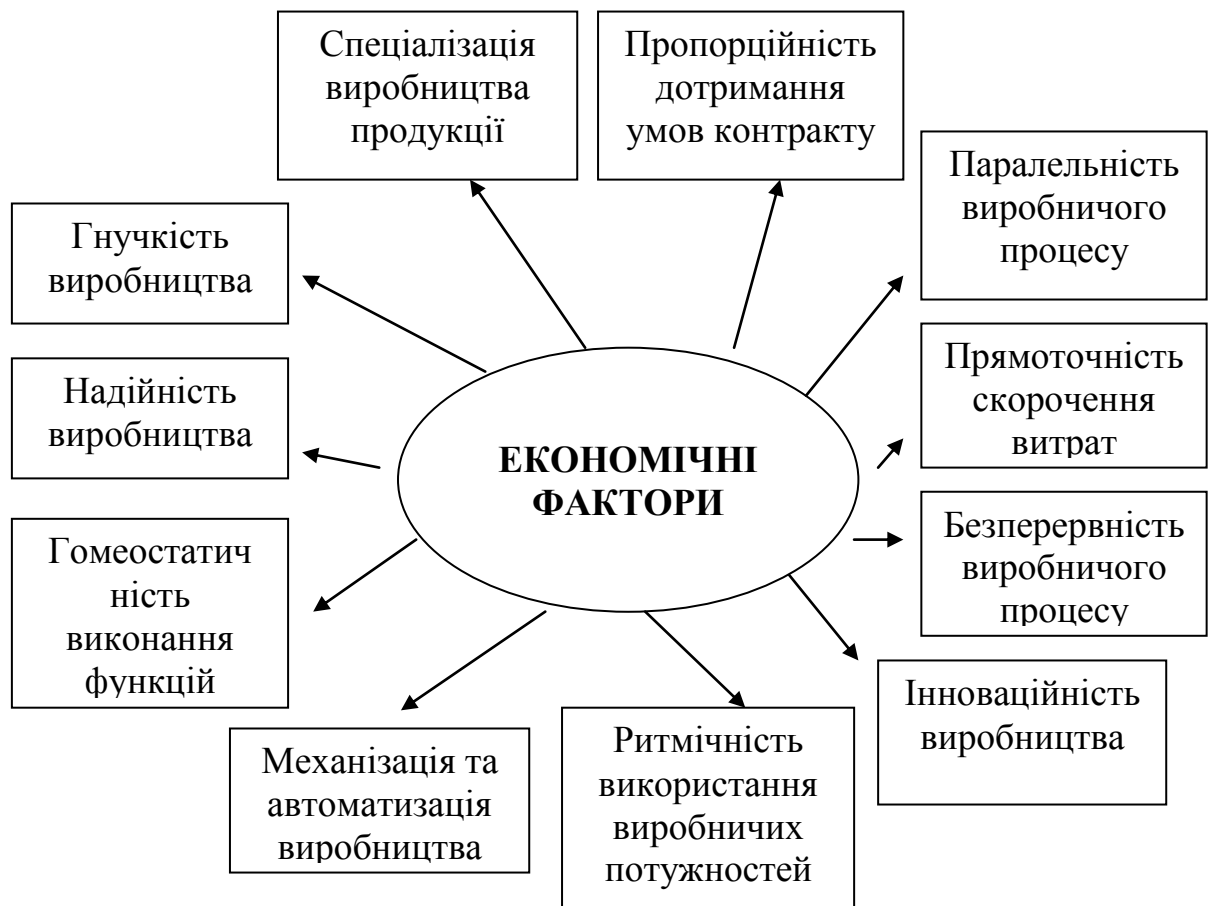 Спеціалізація
виробництва
продукції
Пропорційність
дотримання
умов контракту
Паралельність
виробничого
процесу
Гнучкість
виробництва
Прямоточність
скорочення
витрат
Надійність
виробництва
ЕКОНОМІЧНІ
ФАКТОРИ
Безперервність
виробничого
процесу
Гомеостатич
ність
виконання
функцій
Інноваційність
виробництва
Механізація та
автоматизація
виробництва
Ритмічність
використання
виробничих
потужностей